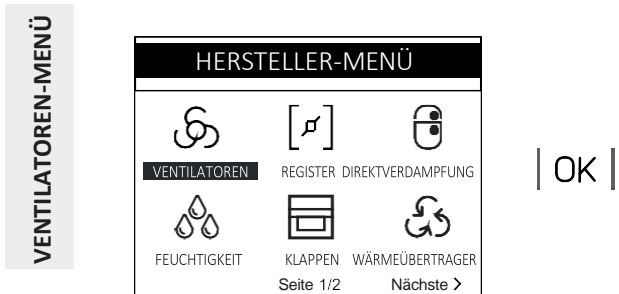 VENTILATOREN-MENÜ
HERSTELLER-MENÜ
VENTILATOREN REGISTER DIREKTVERDAMPFUNG
FEUCHTIGKEIT KLAPPEN WÄRMEÜBERTRAGER
Seite 1/2 Nächste >
OK